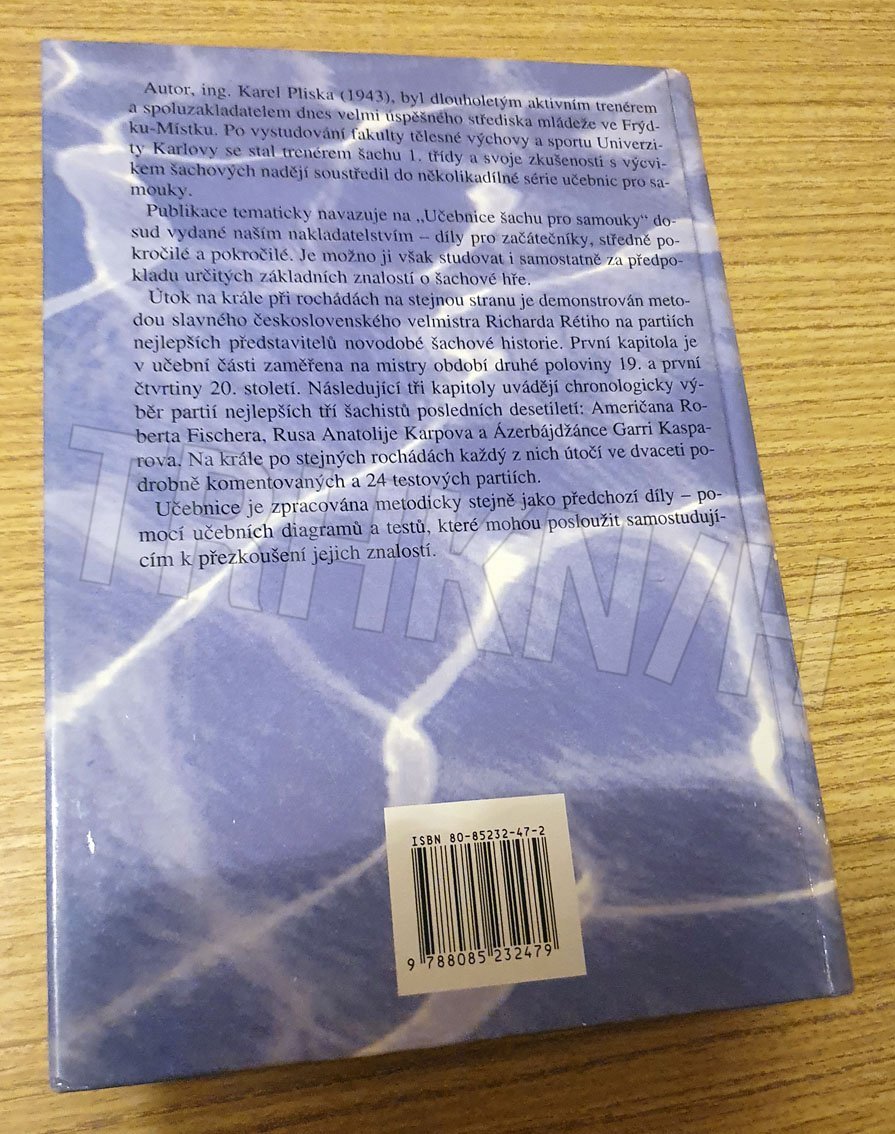 Autor, ing. Karel Pliska (1943), byl dlouholetým aktivním trenérem
a spoluzakladatelem dnes velmi úspěšného střediska mládeže ve Frýd-
ku-Místku. Po vystudování fakulty tělesné výchovy a sportu Univerzi-
ty Karlovy se stal trenérem šachu 1. třídy a svoje zkušenosti s výcvi-
kem šachových nadějí soustředil do několikadílné série učebnic pro sa-
mouky.
Publikace tematicky navazuje na „Učebnice šachu pro samouky“ do-
sud vydané naším nakladatelstvím – díly pro začátečníky, středně po-
kročilé a pokročilé. Je možno ji však studovat i samostatně za předpo-
kladu určitých základních znalostí o šachové hře.
Útok na krále při rochádách na stejnou stranu je demonstrován meto-
dou slavného československého velmistra Richarda Rétiho na partiích
nejlepších představitelů novodobé šachové historie. První kapitola je
v učební části zaměřena na mistry období druhé poloviny 19. a první
čtvrtiny 20. století. Následující tři kapitoly uvádějí chronologicky vý-
běr partií nejlepších tří šachistů posledních desetiletí: Američana Ro-
berta Fischera, Rusa Anatolije Karpova a Ázerbájdžánce Garri Kaspa-
rova. Na krále po stejných rochádách každý z nich útočí ve dvaceti po-
drobně komentovaných a 24 testových partiích.
Učebnice je zpracována metodicky stejně jako předchozí díly – po-
mocí učebních diagramů a testů, které mohou posloužit samostudují-
cím k přezkoušení jejich znalostí.
TRHKNIH
ISBN 80-85232-47-2
9 788085 232479